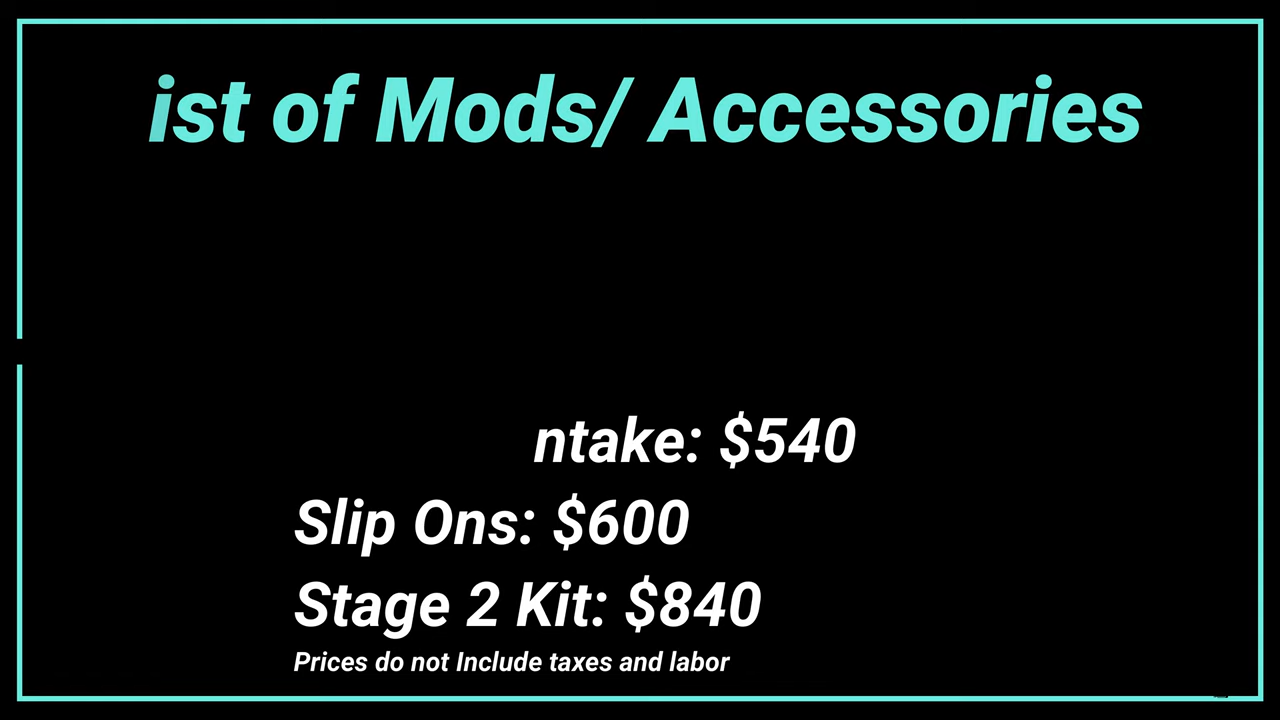 ist of Mods/ Accessories
ntake: $540
Slip Ons: $600
Stage 2 Kit: $840
Prices do not Include taxes and labor